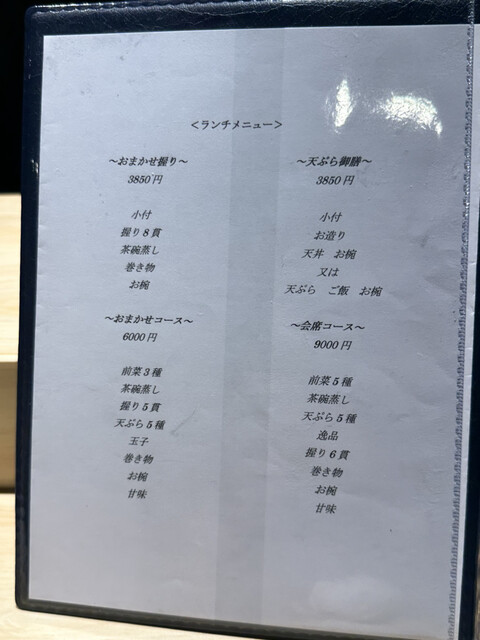 ＜ランチメニュー＞
～おまかせ握り～
3850円
小付
握り８貫
茶碗蒸し
巻き物
お椀
～天ぷら御膳～
3850円
小付
お造り
天丼　お椀
又は
天ぷら　ご飯　お椀
～おまかせコース～
6000円
前菜３種
茶碗蒸し
握り５貫
天ぷら５種
玉子
巻き物
お椀
甘味
～会席コース～
9000円
前菜５種
茶碗蒸し
天ぷら５種
逸品
握り６貫
巻き物
お椀
甘味